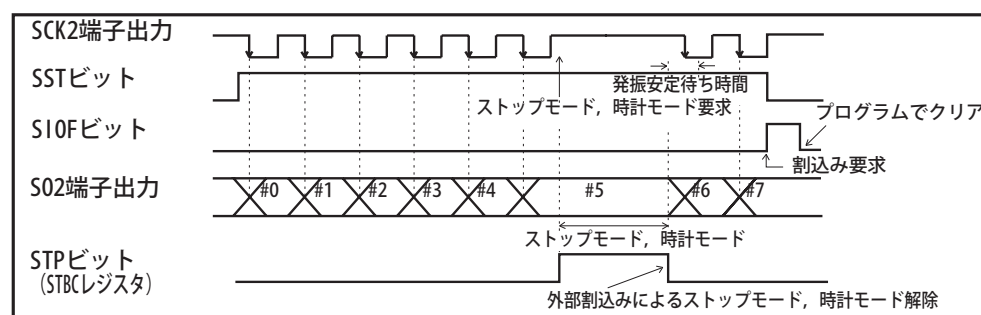 SCK2端子出力
SSTビット
発振安定待ち時間
ストップモード，時計モード要求
プログラムでクリア
SIOFビット
割込み要求
SO2端子出力
#0 #1 #2 #3 #4 #5 #6 #7
ストップモード，時計モード
STPビット
(STBCレジスタ)
外部割込みによるストップモード，時計モード解除